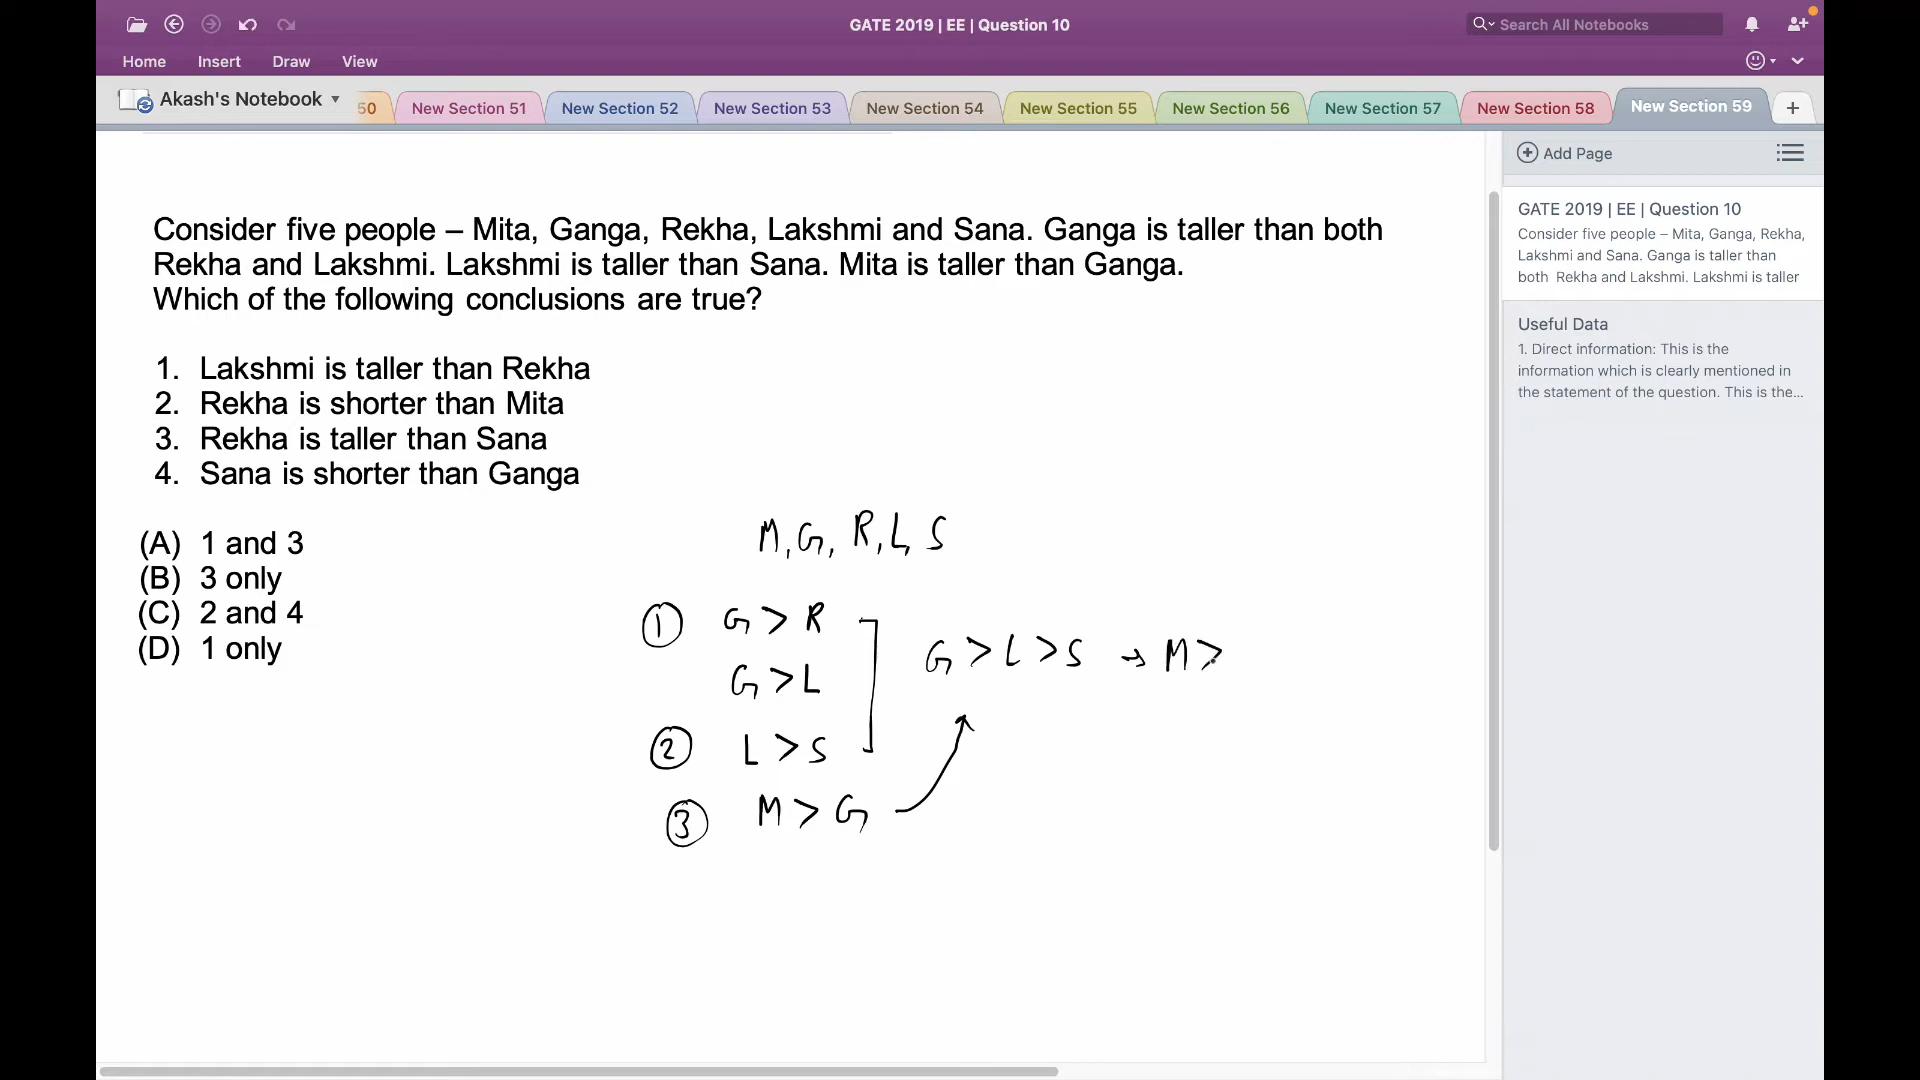 GATE 2019 | EE | Question 10
Search All Notebooks
Home Insert Draw View
Akash's Notebook
50 New Section 51 New Section 52 New Section 53 New Section 54 New Section 55 New Section 56 New Section 57 New Section 58 New Section 59 +
Add Page
Consider five people – Mita, Ganga, Rekha, Lakshmi and Sana. Ganga is taller than both
Rekha and Lakshmi. Lakshmi is taller than Sana. Mita is taller than Ganga.
Which of the following conclusions are true?
1. Lakshmi is taller than Rekha
2. Rekha is shorter than Mita
3. Rekha is taller than Sana
4. Sana is shorter than Ganga
(A) 1 and 3
(B) 3 only
(C) 2 and 4
(D) 1 only
M, G, R, L, S
① G > R
G > L
② L > S
③ M > G
G > L > S → M >
GATE 2019 | EE | Question 10
Consider five people – Mita, Ganga, Rekha,
Lakshmi and Sana. Ganga is taller than
both Rekha and Lakshmi. Lakshmi is taller
Useful Data
1. Direct information: This is the
information which is clearly mentioned in
the statement of the question. This is the...